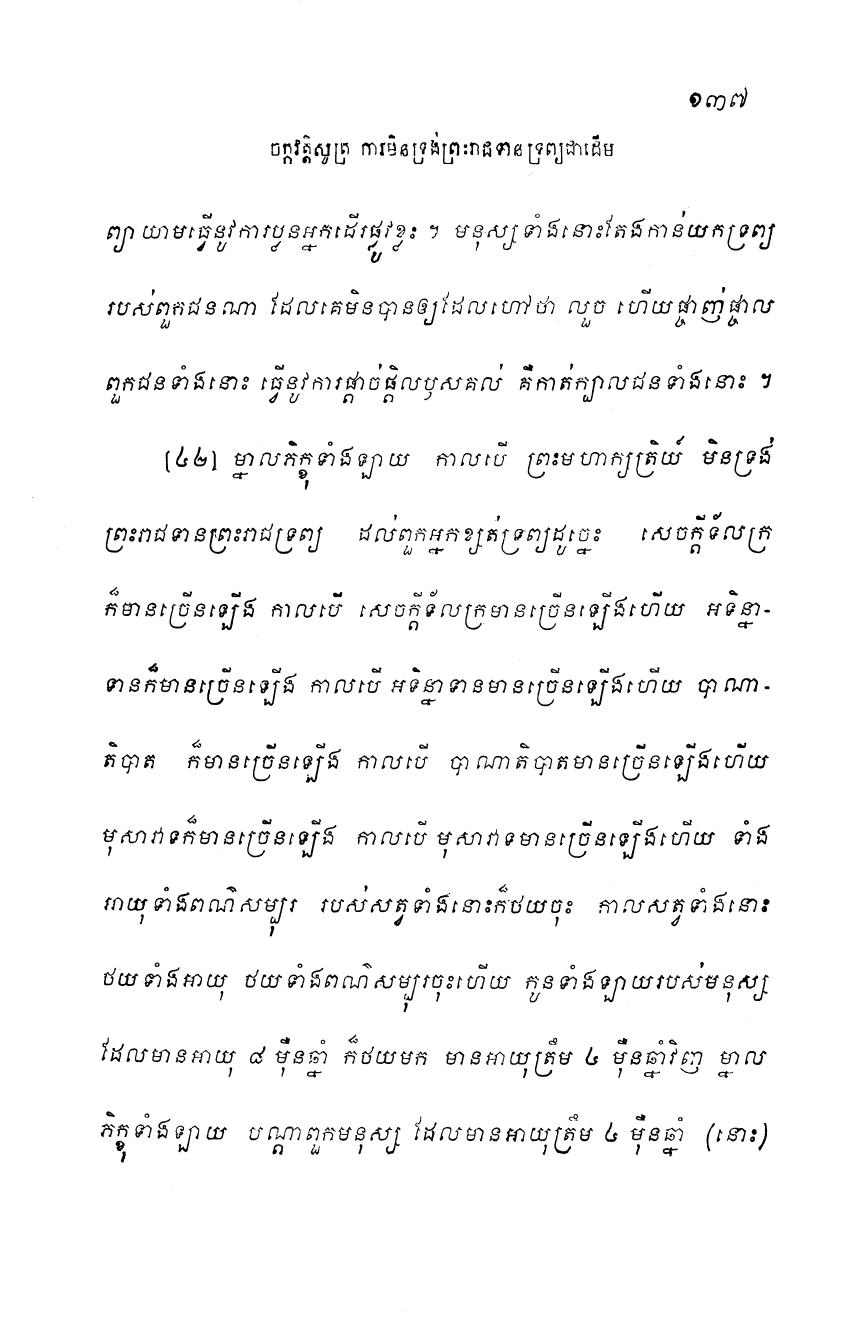 ១៣៧
ចក្កវត្តិសូត្រ ការមិនទ្រង់ព្រះរាជទានទ្រព្យជាដើម
ព្យាយាមធ្វើនូវការប្លន់អ្នកដើរផ្លូវខ្លះ ។ មនុស្សទាំងនោះតែងកាន់យកទ្រព្យ
របស់ពួកជនណា ដែលគេមិនបានឲ្យដែលហៅថា លួច ហើយផ្ចាញ់ផ្ចាល
ពួកជនទាំងនោះ ធ្វើនូវការផ្តាច់ផ្តិលឫសគល់ គឺកាត់ក្បាលជនទាំងនោះ ។
[៤២] ម្នាលភិក្ខុទាំងឡាយ កាលបើ ព្រះមហាក្សត្រិយ៍ មិនទ្រង់
ព្រះរាជទានព្រះរាជទ្រព្យ ដល់ពួកអ្នកខ្សត់ទ្រព្យដូច្នេះ សេចក្តីទ័លក្រ
ក៏មានច្រើនឡើង កាលបើ សេចក្តីទ័លក្រមានច្រើនឡើងហើយ អទិន្នា-
ទានក៏មានច្រើនឡើង កាលបើ អទិន្នាទានមានច្រើនឡើងហើយ បាណា-
តិបាត ក៏មានច្រើនឡើង កាលបើ បាណាតិបាតមានច្រើនឡើងហើយ
មុសាវាទក៏មានច្រើនឡើង កាលបើ មុសាវាទមានច្រើនឡើងហើយ ទាំង
អាយុទាំងពណ៌សម្បុរ របស់សត្វទាំងនោះក៏ថយចុះ កាលសត្វទាំងនោះ
ថយទាំងអាយុ ថយទាំងពណ៌សម្បុរចុះហើយ កូនទាំងឡាយរបស់មនុស្ស
ដែលមានអាយុ ៨ ម៉ឺនឆ្នាំ ក៏ថយមក មានអាយុត្រឹម ៤ ម៉ឺនឆ្នាំវិញ ម្នាល
ភិក្ខុទាំងឡាយ បណ្តាពួកមនុស្ស ដែលមានអាយុត្រឹម ៤ ម៉ឺនឆ្នាំ (នោះ)